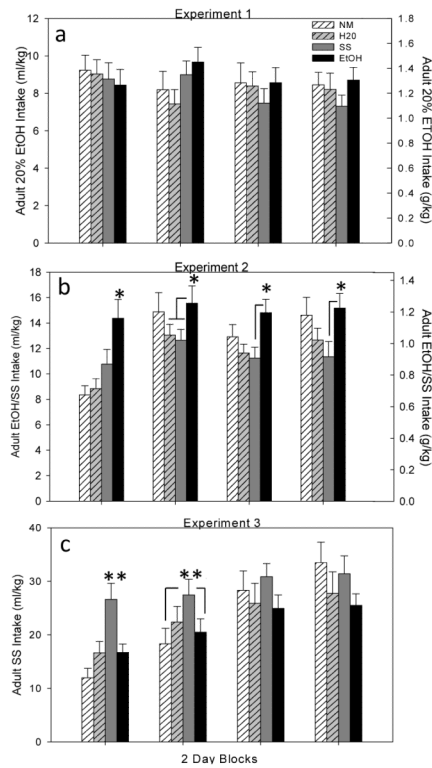 Experiment 1
a
NM
H20
SS
EtOH
Adult 20% EtOH Intake (ml/kg)
12
10
8
6
4
2
0
Adult 20% ETOH Intake (g/kg)
1.8
1.6
1.4
1.2
1.0
0.8
0.6
0.4
0.2
0.0
Experiment 2
b
* * * *
Adult EtOH/SS Intake (ml/kg)
18
16
14
12
10
8
6
4
2
0
Adult EtOH/SS Intake (g/kg)
1.4
1.2
1.0
0.8
0.6
0.4
0.2
0.0
Experiment 3
c
** **
Adult SS Intake (ml/kg)
40
30
20
10
0
2 Day Blocks